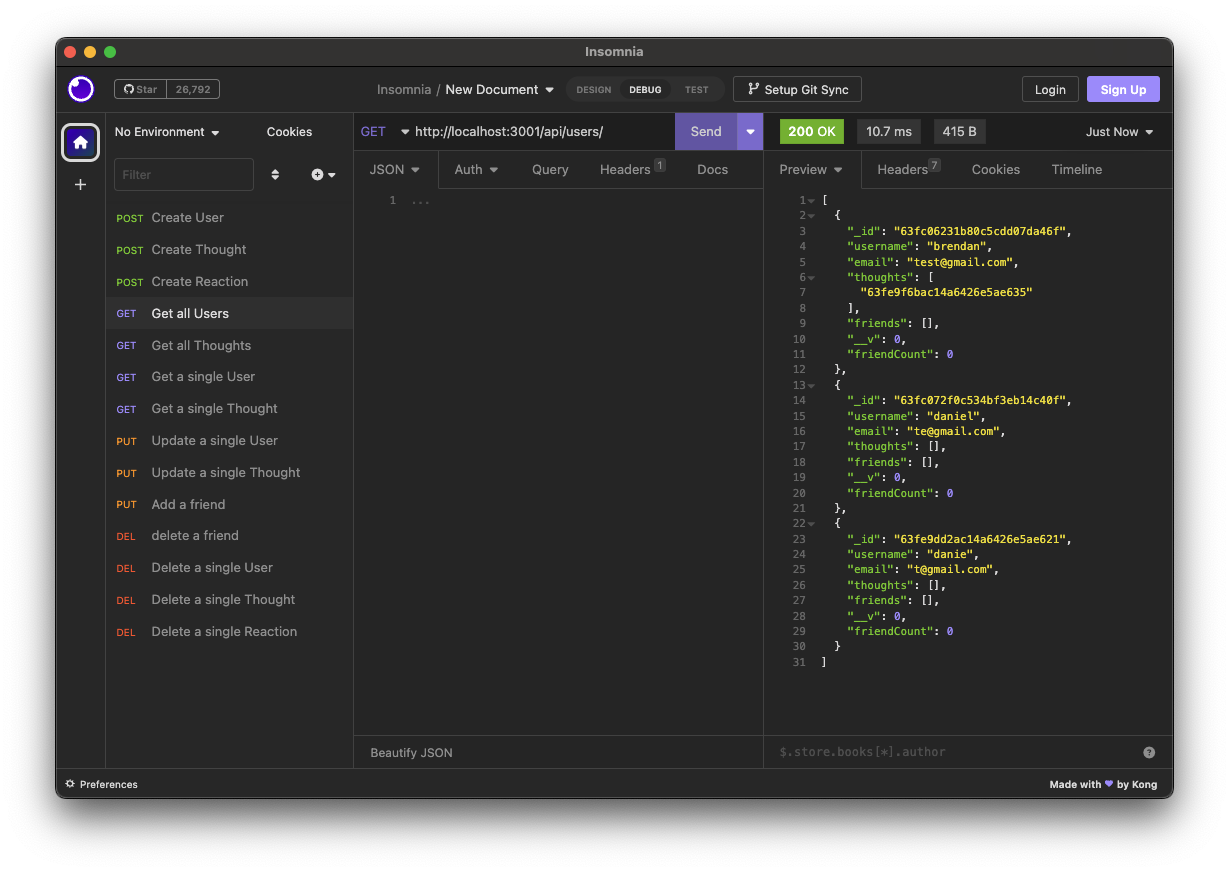 Insomnia
Star 26,792
Insomnia / New Document
DESIGN DEBUG TEST
Setup Git Sync
Login
Sign Up
No Environment
Cookies
Filter
POST Create User
POST Create Thought
POST Create Reaction
GET Get all Users
GET Get all Thoughts
GET Get a single User
GET Get a single Thought
PUT Update a single User
PUT Update a single Thought
PUT Add a friend
DEL delete a friend
DEL Delete a single User
DEL Delete a single Thought
DEL Delete a single Reaction
GET http://localhost:3001/api/users/ Send
JSON Auth Query Headers 1 Docs
1 ...
Beautify JSON
200 OK 10.7 ms 415 B Just Now
Preview Headers 7 Cookies Timeline
1 [
2 {
3 "_id": "63fc06231b80c5cdd07da46f",
4 "username": "brendan",
5 "email": "test@gmail.com",
6 "thoughts": [
7 "63fe9f6bac14a6426e5ae635"
8 ],
9 "friends": [],
10 "__v": 0,
11 "friendCount": 0
12 },
13 {
14 "_id": "63fc072f0c534bf3eb14c40f",
15 "username": "daniel",
16 "email": "te@gmail.com",
17 "thoughts": [],
18 "friends": [],
19 "__v": 0,
20 "friendCount": 0
21 },
22 {
23 "_id": "63fe9dd2ac14a6426e5ae621",
24 "username": "danie",
25 "email": "t@gmail.com",
26 "thoughts": [],
27 "friends": [],
28 "__v": 0,
29 "friendCount": 0
30 }
31 ]
$.store.books[*].author
Preferences
Made with ♥ by Kong